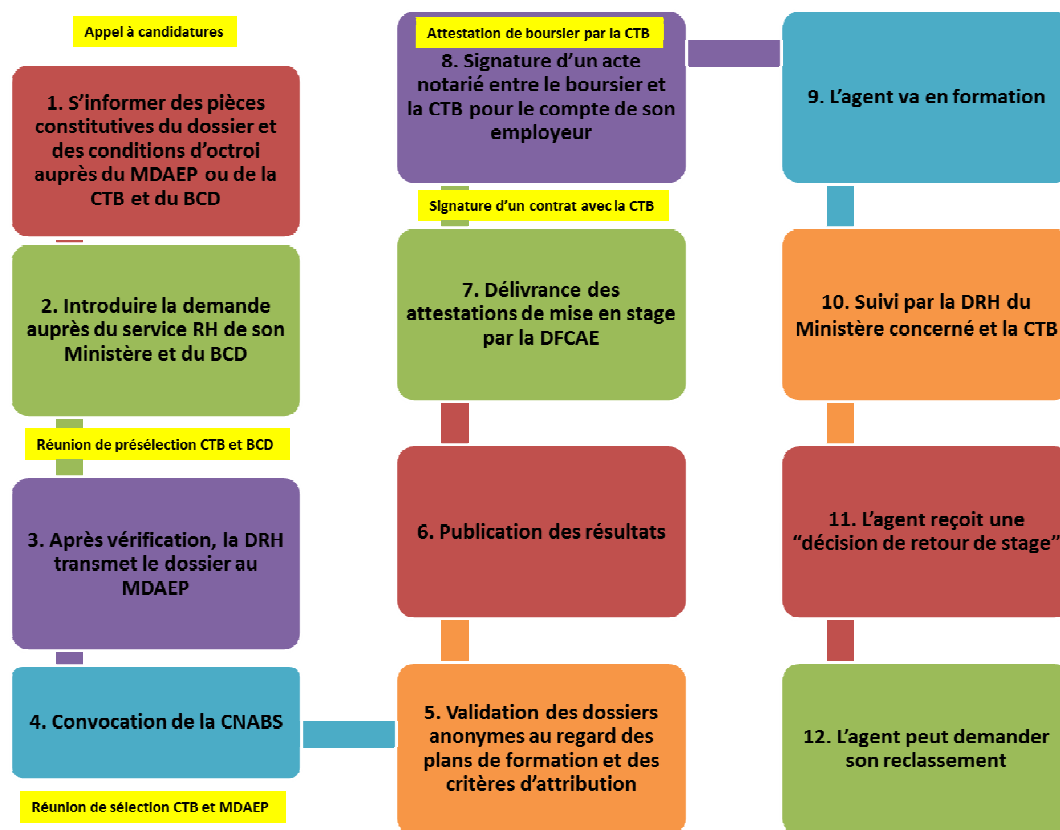 Appel à candidatures
1. S’informer des pièces
constitutives du dossier et
des conditions d’octroi
auprès du MDAEP ou de la
CTB et du BCD
2. Introduire la demande
auprès du service RH de son
Ministère et du BCD
Réunion de présélection CTB et BCD
3. Après vérification, la DRH
transmet le dossier au
MDAEP
4. Convocation de la CNABS
Réunion de sélection CTB et MDAEP
5. Validation des dossiers
anonymes au regard des
plans de formation et des
critères d’attribution
6. Publication des résultats
7. Délivrance des
attestations de mise en stage
par la DFCAE
Signature d’un contrat avec la CTB
Attestation de boursier par la CTB
8. Signature d’un acte
notarié entre le boursier et
la CTB pour le compte de son
employeur
9. L’agent va en formation
10. Suivi par la DRH du
Ministère concerné et la CTB
11. L’agent reçoit une
“décision de retour de stage”
12. L’agent peut demander
son reclassement